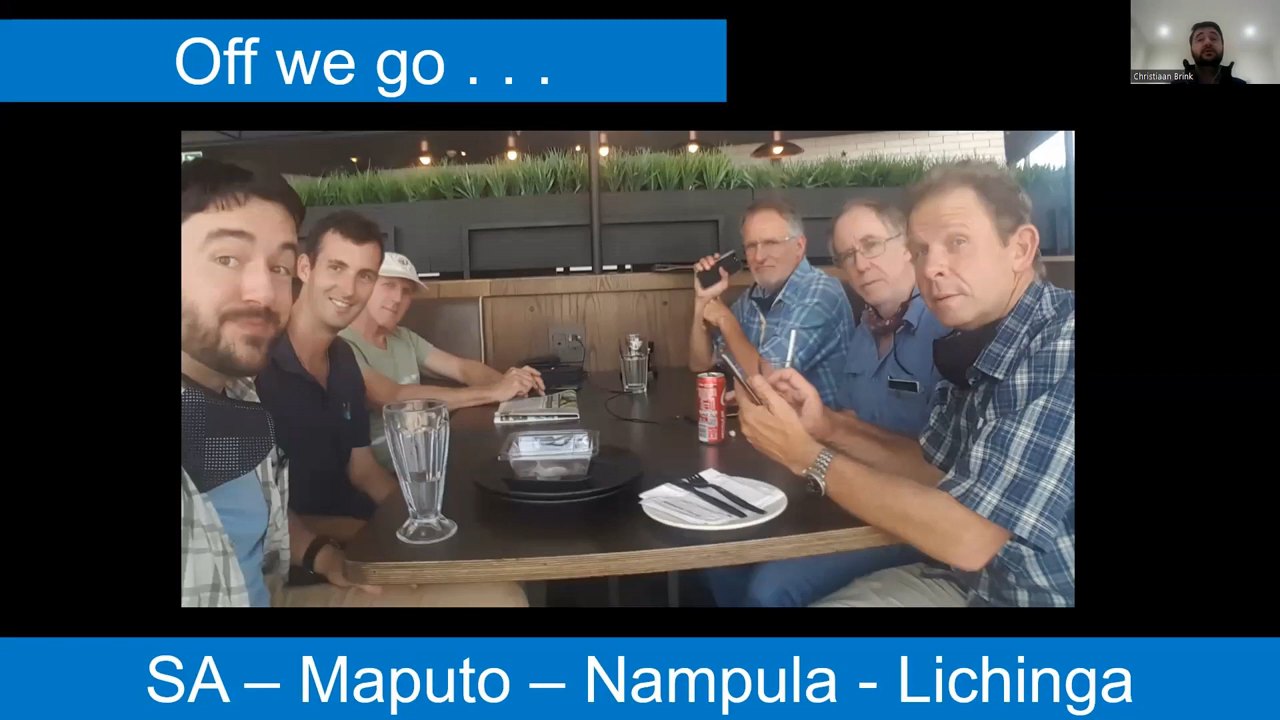 Off we go . . .
Christiaan Brink
SA – Maputo – Nampula - Lichinga